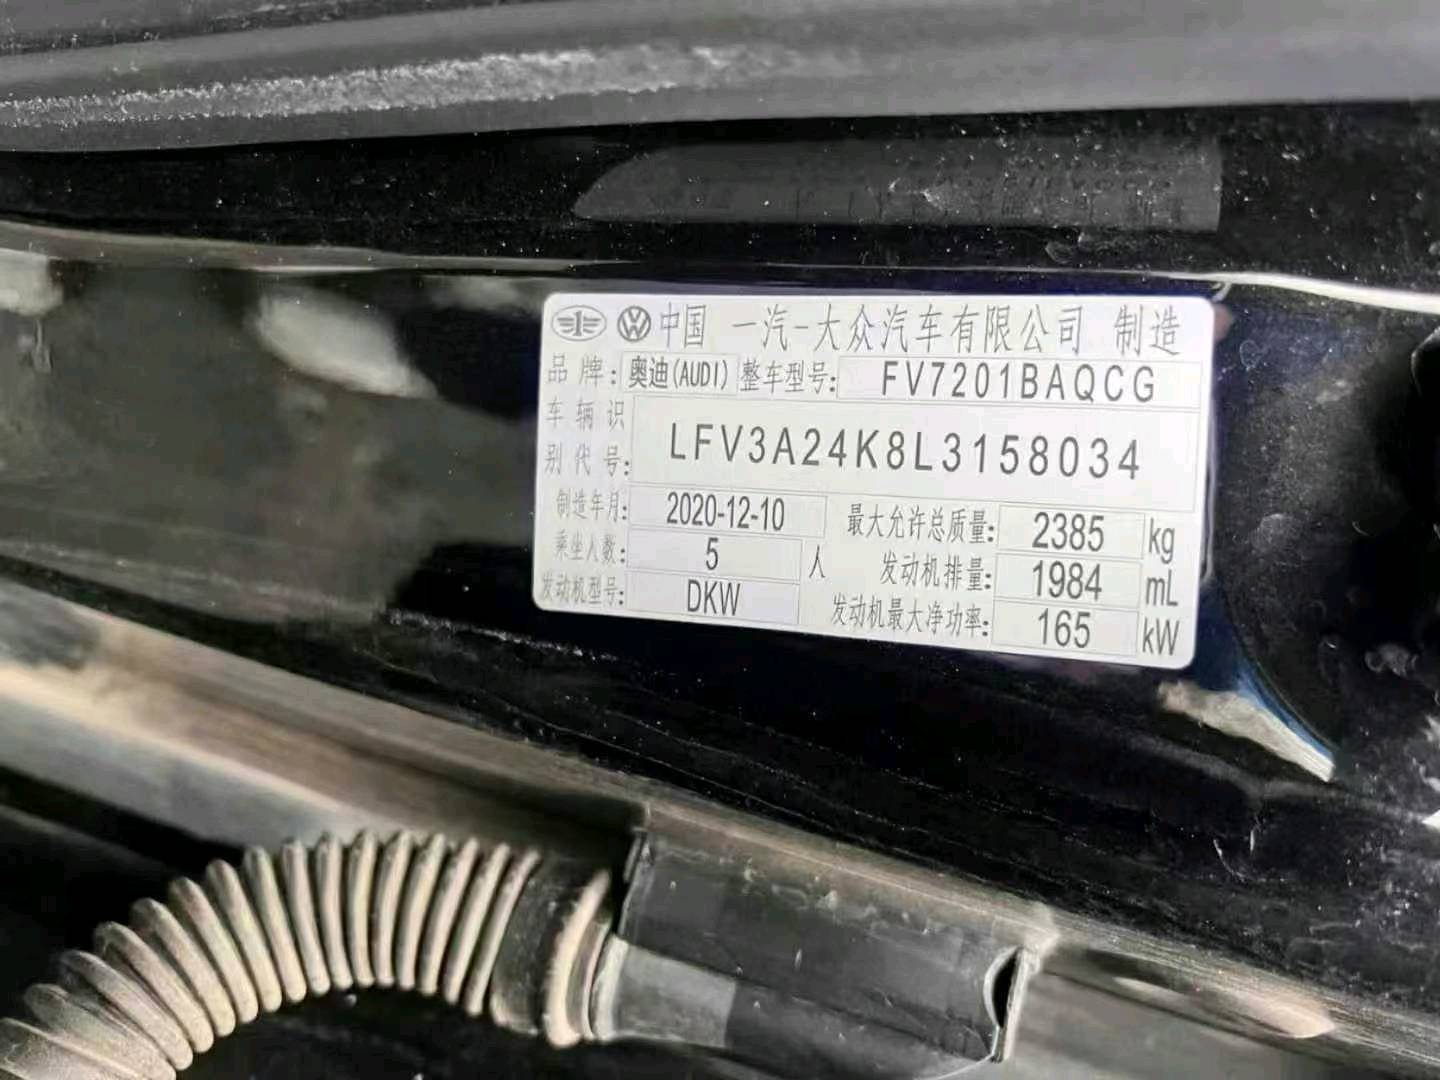 中国 一汽-大众汽车有限公司 制造
品牌: 奥迪(AUDI) 整车型号: FV7201BAQCG
车辆识别代号: LFV3A24K8L3158034
制造年月: 2020-12-10 最大允许总质量: 2385 kg
乘坐人数: 5 人 发动机排量: 1984 mL
发动机型号: DKW 发动机最大净功率: 165 kW